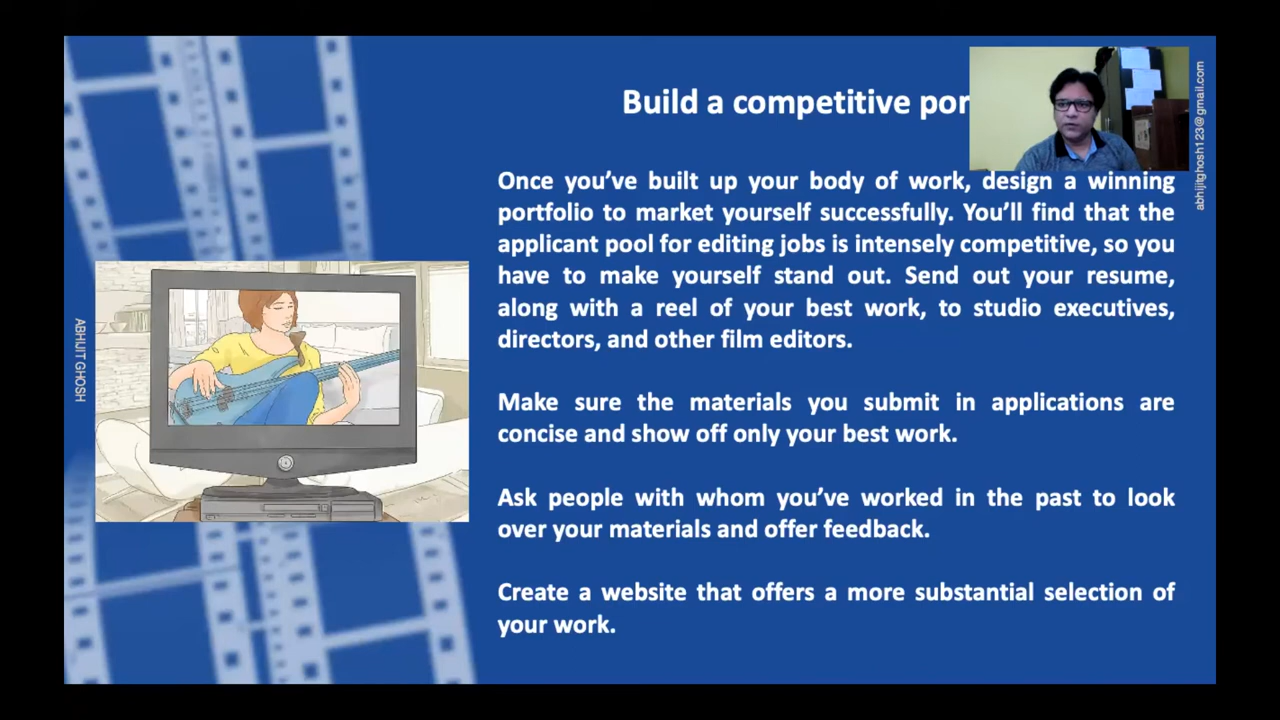 Build a competitive por
Once you’ve built up your body of work, design a winning
portfolio to market yourself successfully. You’ll find that the
applicant pool for editing jobs is intensely competitive, so you
have to make yourself stand out. Send out your resume,
along with a reel of your best work, to studio executives,
directors, and other film editors.
Make sure the materials you submit in applications are
concise and show off only your best work.
Ask people with whom you’ve worked in the past to look
over your materials and offer feedback.
Create a website that offers a more substantial selection of
your work.
ABHIJIT GHOSH
abhijitghosh123@gmail.com